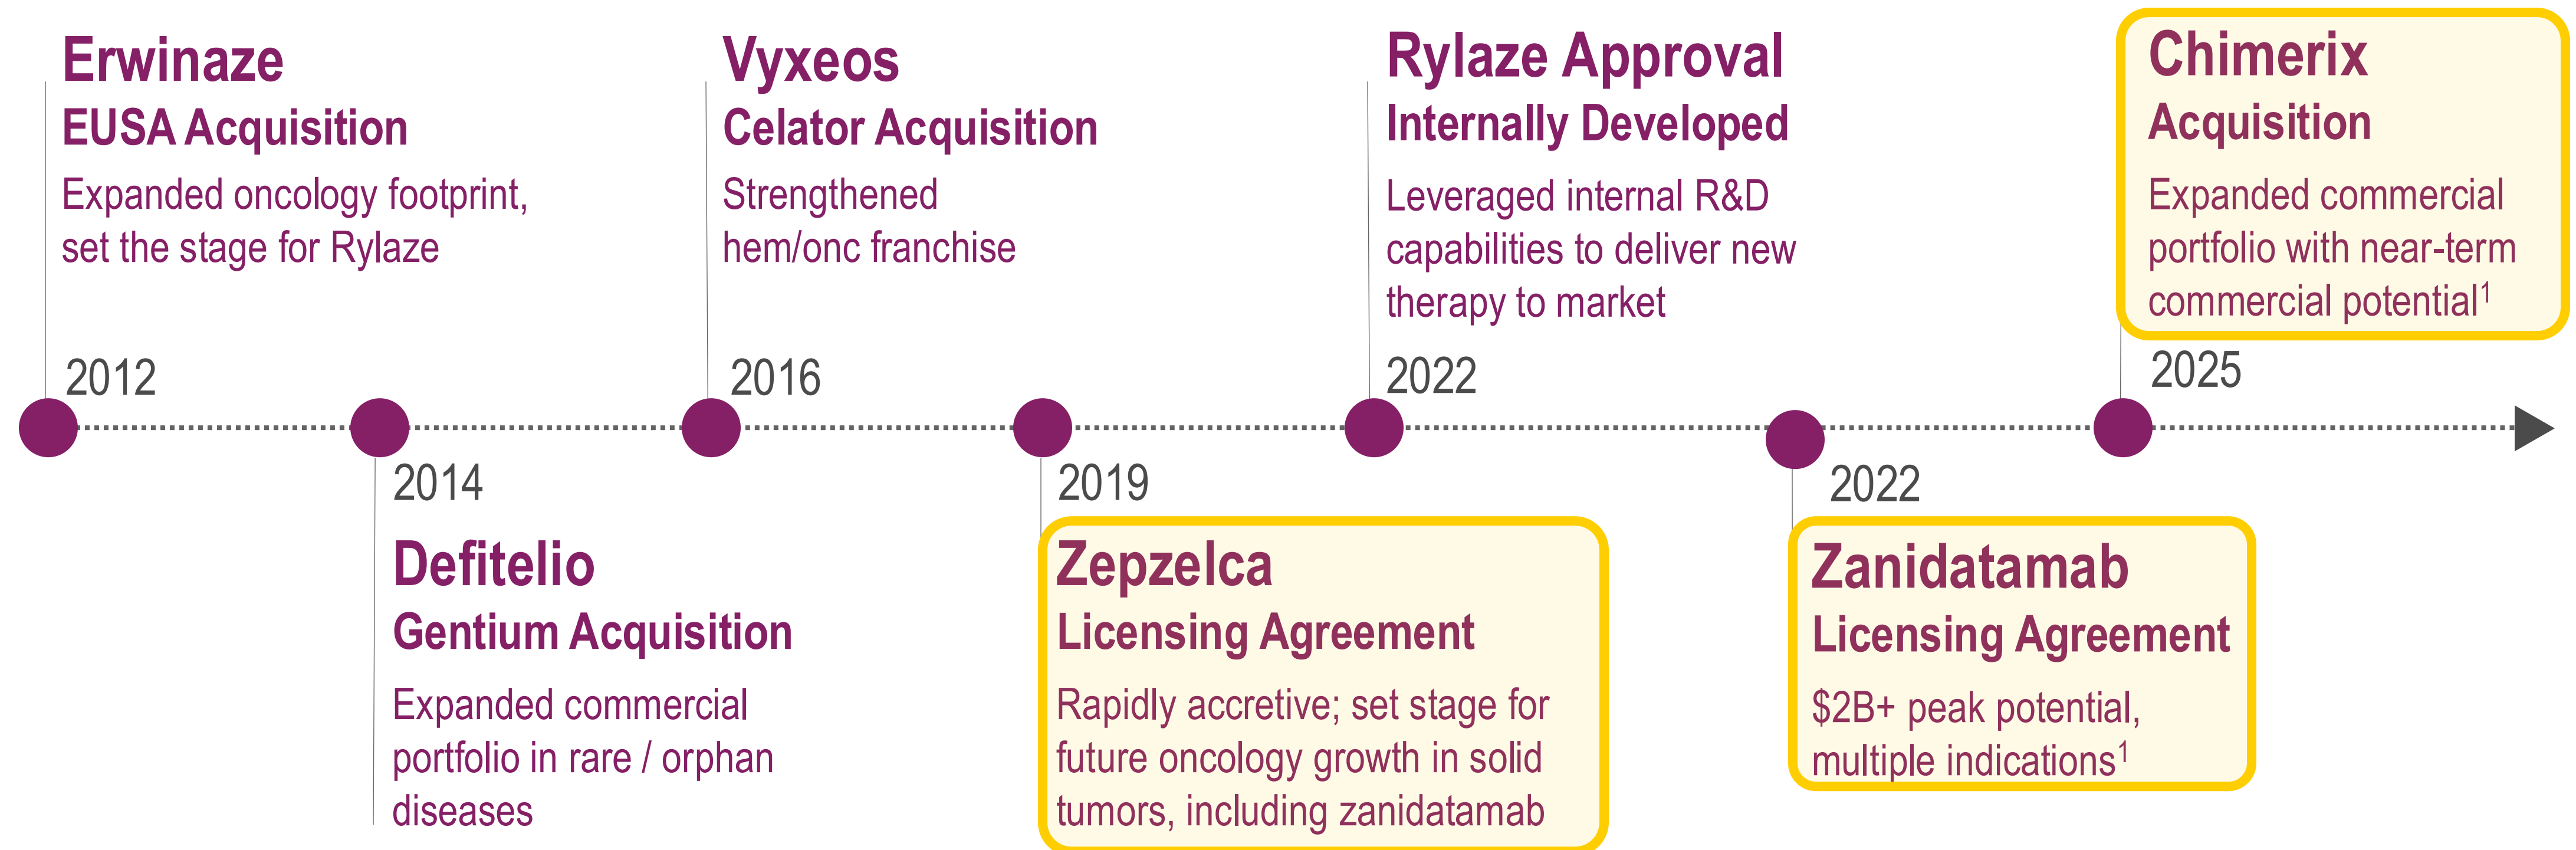 Erwinaze
EUSA Acquisition
Expanded oncology footprint,
set the stage for Rylaze
2012
2014
Defitelio
Gentium Acquisition
Expanded commercial
portfolio in rare / orphan
diseases
Vyxeos
Celator Acquisition
Strengthened
hem/onc franchise
2016
2019
Zepzelca
Licensing Agreement
Rapidly accretive; set stage for
future oncology growth in solid
tumors, including zanidatamab
Rylaze Approval
Internally Developed
Leveraged internal R&D
capabilities to deliver new
therapy to market
2022
2022
Zanidatamab
Licensing Agreement
$2B+ peak potential,
multiple indications1
Chimerix
Acquisition
Expanded commercial
portfolio with near-term
commercial potential1
2025